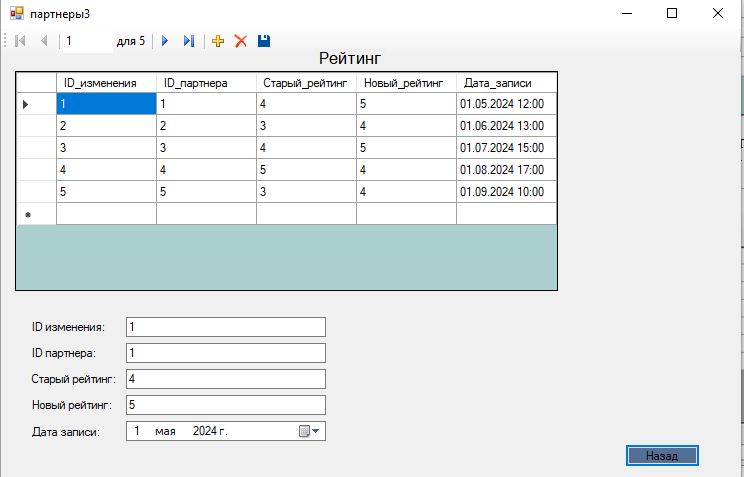 партнеры3
1 для 5
Рейтинг
ID_изменения ID_партнера Старый_рейтинг Новый_рейтинг Дата_записи
1 1 4 5 01.05.2024 12:00
2 2 3 4 01.06.2024 13:00
3 3 4 5 01.07.2024 15:00
4 4 5 4 01.08.2024 17:00
5 5 3 4 01.09.2024 10:00
ID изменения: 1
ID партнера: 1
Старый рейтинг: 4
Новый рейтинг: 5
Дата записи: 1 мая 2024 г.
Назад